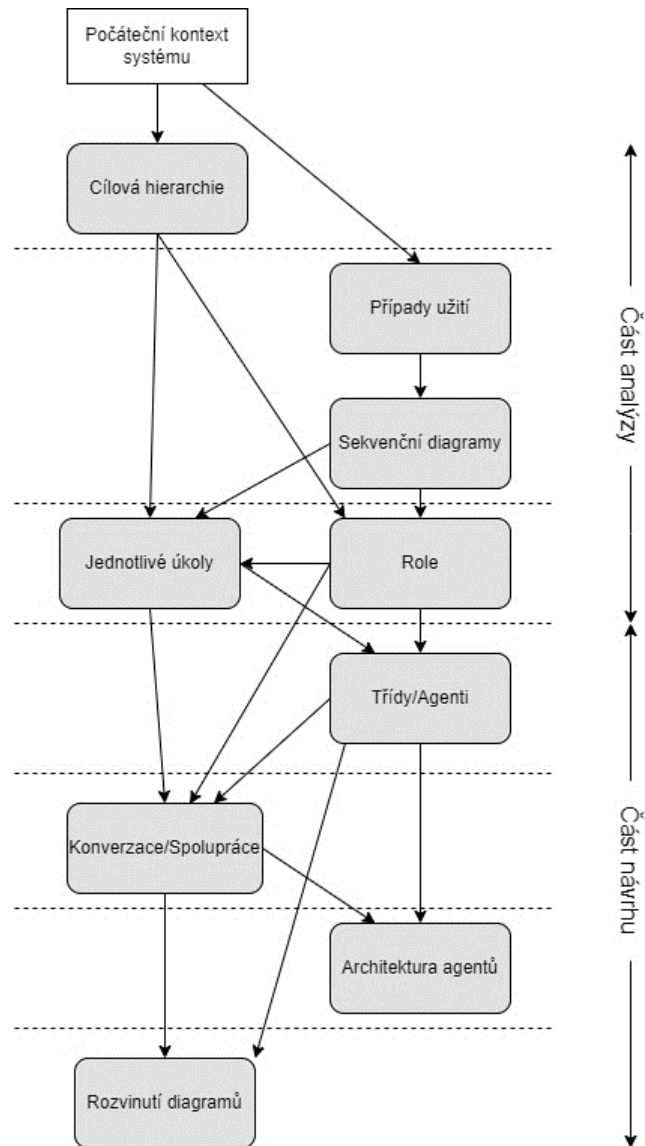 Počáteční kontext
systému
Cílová hierarchie
Případy užití
Sekvenční diagramy
Jednotlivé úkoly
Role
Třídy/Agenti
Konverzace/Spolupráce
Architektura agentů
Rozvinutí diagramů
Část analýzy
Část návrhu